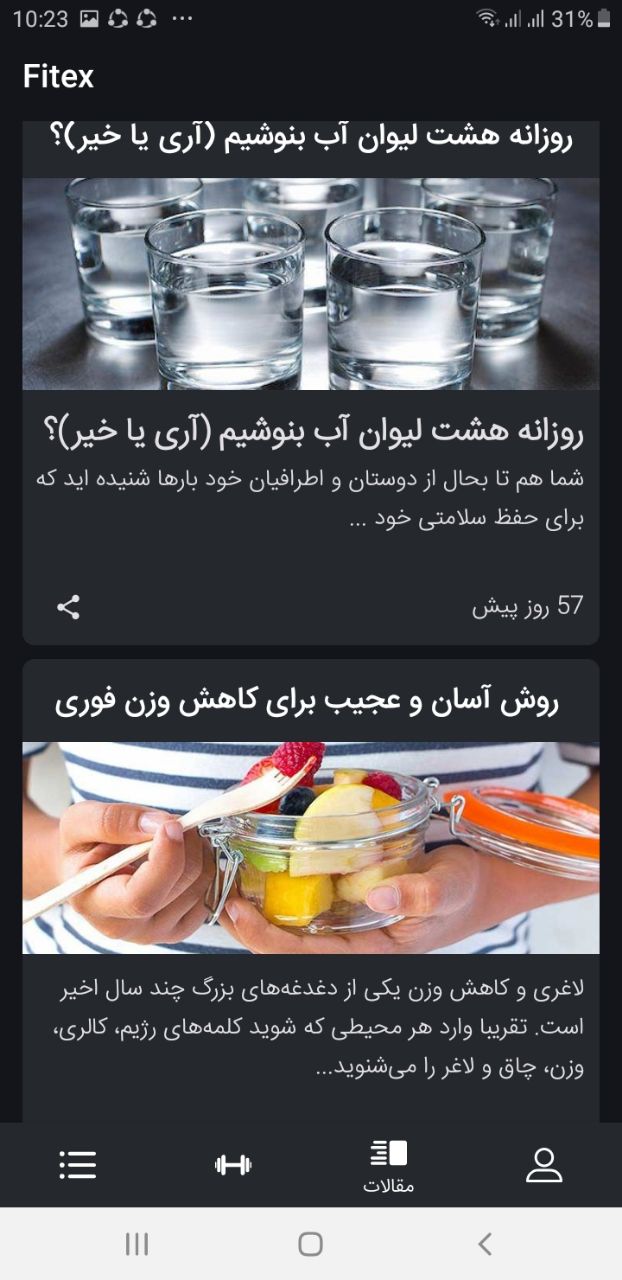 10:23
31%
Fitex
روزانه هشت لیوان آب بنوشیم (آری یا خیر)؟
روزانه هشت لیوان آب بنوشیم (آری یا خیر)؟
شما هم تا بحال از دوستان و اطرافیان خود بارها شنیده اید که
برای حفظ سلامتی خود ...
57 روز پیش
روش آسان و عجیب برای کاهش وزن فوری
لاغری و کاهش وزن یکی از دغدغه‌های بزرگ چند سال اخیر
است. تقریبا وارد هر محیطی که شوید کلمه‌های رژیم، کالری،
وزن، چاق و لاغر را می‌شنوید...
مقالات